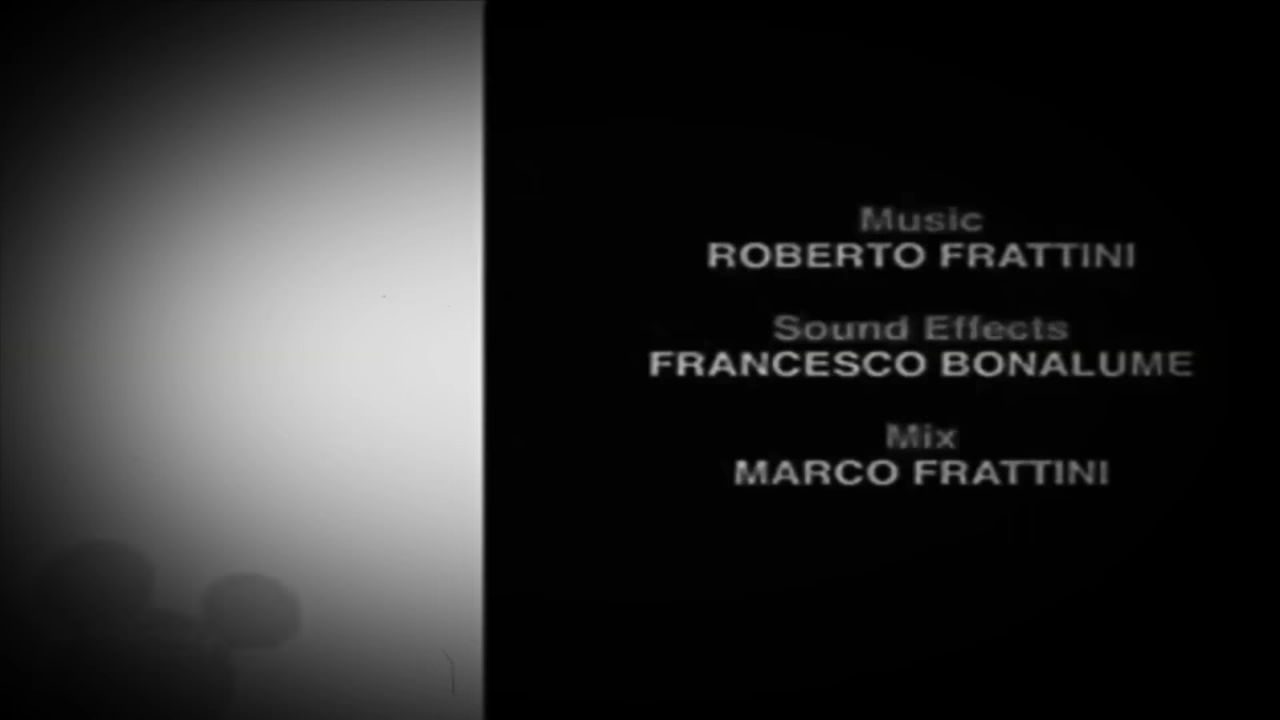 Music
ROBERTO FRATTINI
Sound Effects
FRANCESCO BONALUME
Mix
MARCO FRATTINI